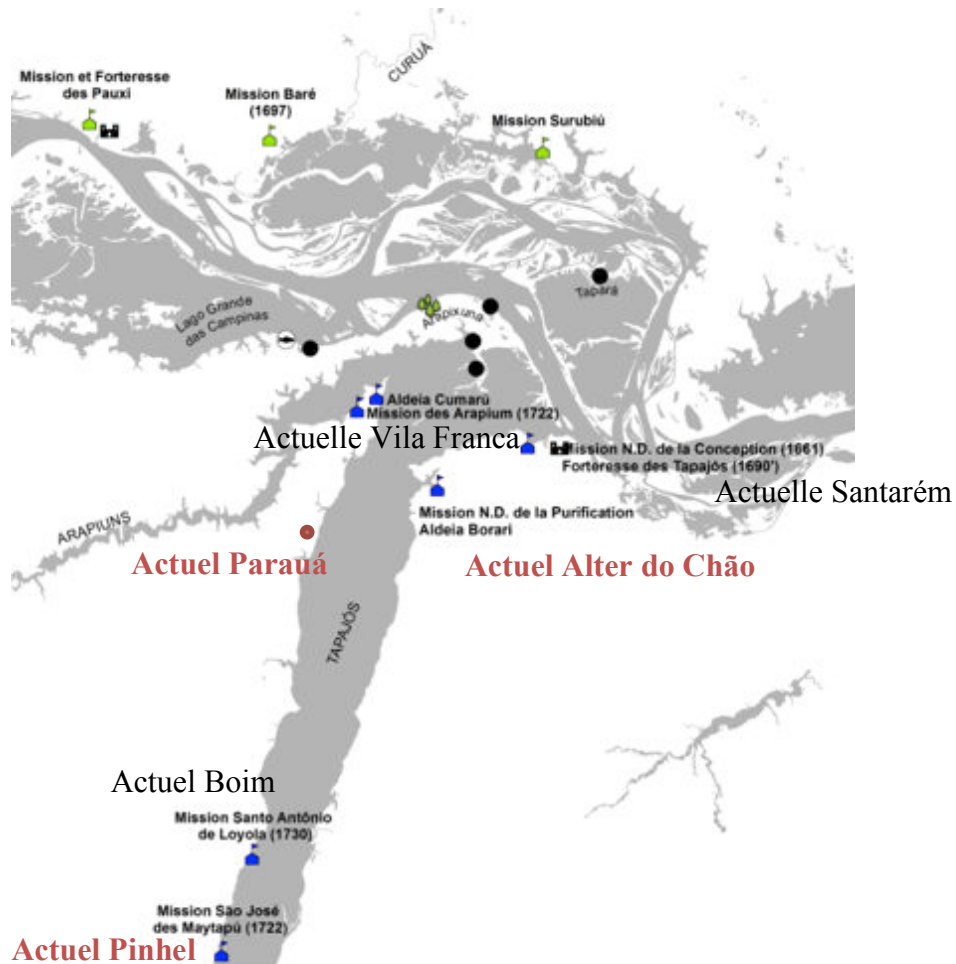 CURUÁ
Mission et Forteresse
des Pauxi
Mission Baré
(1697)
Mission Surubiú
Tapará
Lago Grande
das Campinas
Arapixuna
Aldeia Cumarú
Mission des Arapium (1722)
Actuelle Vila Franca
Mission N.D. de la Conception (1661)
Forteresse des Tapajós (1690')
Actuelle Santarém
Mission N.D. de la Purification
Aldeia Borari
ARAPIUNS
Actuel Parauá
Actuel Alter do Chão
TAPAJÓS
Actuel Boim
Mission Santo Antônio
de Loyola (1730)
Mission São José
des Maytapú (1722)
Actuel Pinhel